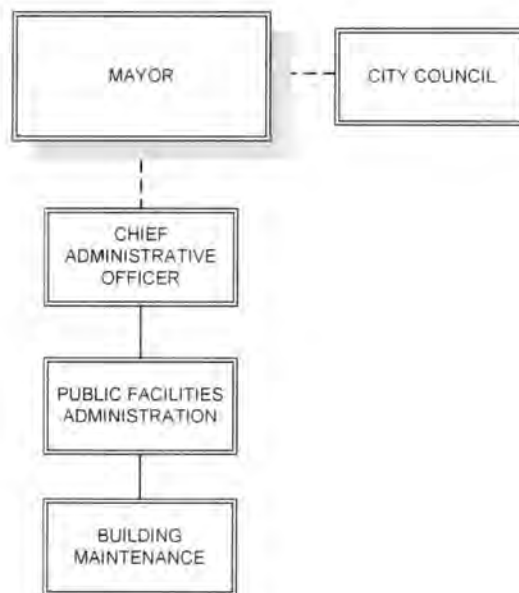 MAYOR
CITY COUNCIL
CHIEF
ADMINISTRATIVE
OFFICER
PUBLIC FACILITIES
ADMINISTRATION
BUILDING
MAINTENANCE